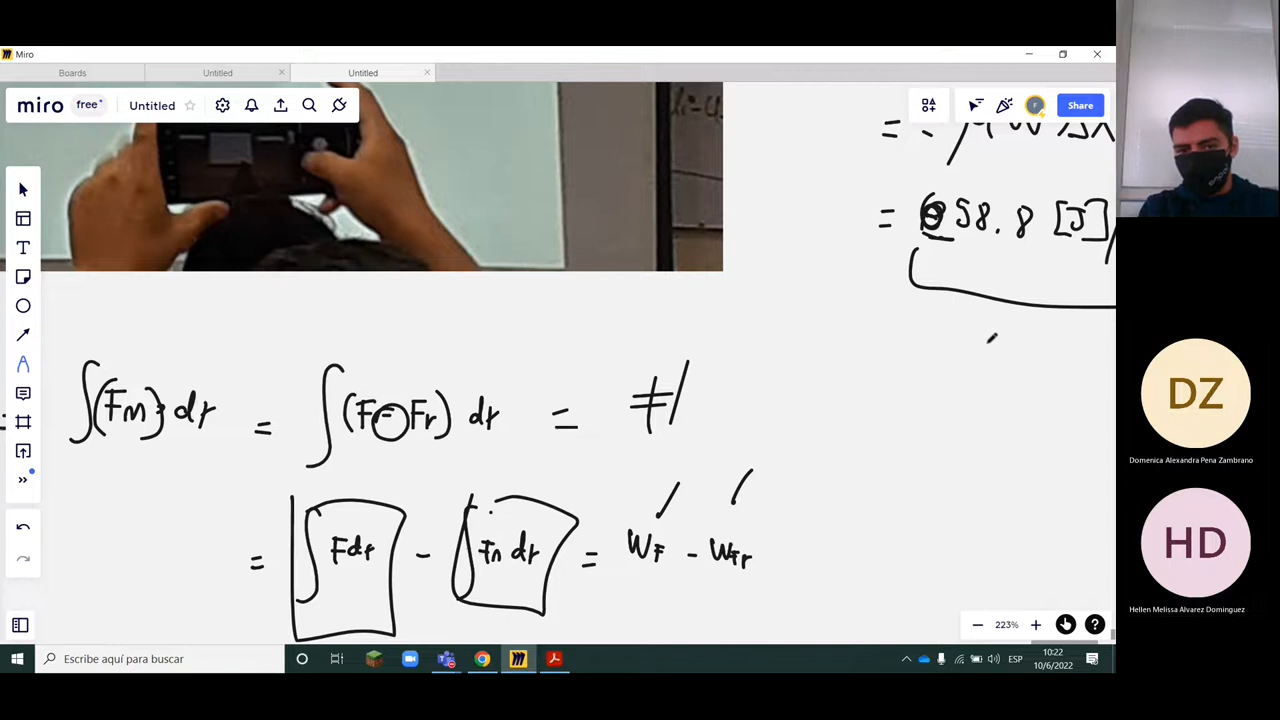 Miro
Boards
Untitled
Untitled
miro free
Untitled
Share
= 58.8 [J]
∫(Fm) dr = ∫(F - Fr) dr =
= ∫ F dr - ∫ Fr dr = WF - WFr
DZ
Domenica Alexandra Pena Zambrano
HD
Hellen Melissa Alvarez Dominguez
223%
Escribe aquí para buscar
ESP
10:22
10/6/2022